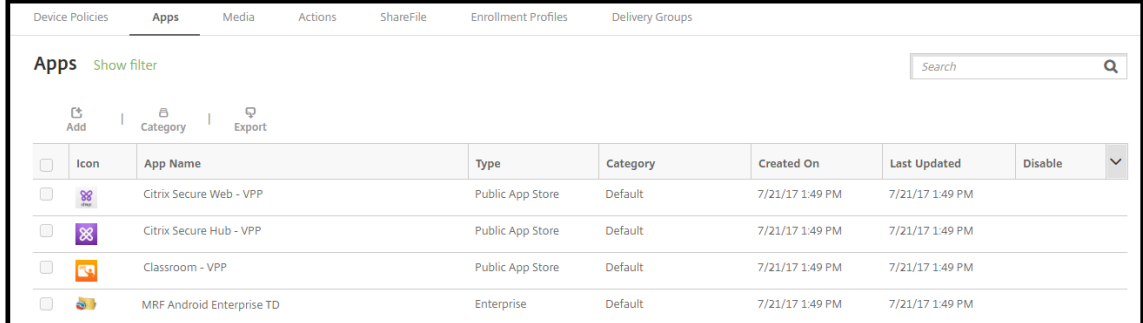 Device Policies Apps Media Actions ShareFile Enrollment Profiles Delivery Groups
Apps Show filter Search
Add | Category | Export
Icon App Name Type Category Created On Last Updated Disable
Citrix Secure Web - VPP Public App Store Default 7/21/17 1:49 PM 7/21/17 1:49 PM
Citrix Secure Hub - VPP Public App Store Default 7/21/17 1:49 PM 7/21/17 1:49 PM
Classroom - VPP Public App Store Default 7/21/17 1:49 PM 7/21/17 1:49 PM
MRF Android Enterprise TD Enterprise Default 7/21/17 1:49 PM 7/21/17 1:49 PM